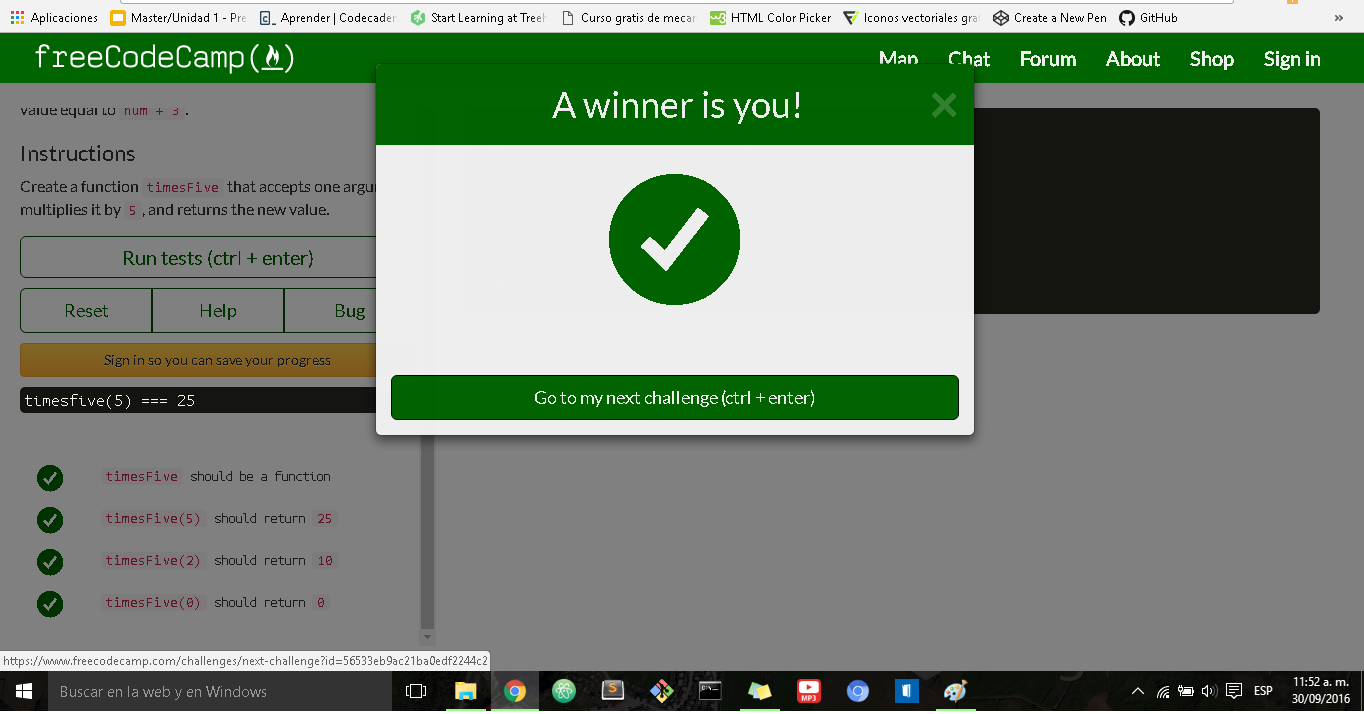 Aplicaciones Master/Unidad 1 - Pre Aprender | Codecader Start Learning at Treeh Curso gratis de mecan HTML Color Picker Iconos vectoriales gra Create a New Pen GitHub »
freeCodeCamp
Map Chat Forum About Shop Sign in
A winner is you!
value equal to num + 3 .
Instructions
Create a function timesFive that accepts one argu
multiplies it by 5 , and returns the new value.
Run tests (ctrl + enter)
Reset Help Bug
Sign in so you can save your progress
timesfive(5) === 25
Go to my next challenge (ctrl + enter)
timesFive should be a function
timesFive(5) should return 25
timesFive(2) should return 10
timesFive(0) should return 0
https://www.freecodecamp.com/challenges/next-challenge?id=56533eb9ac21ba0edf2244c2
Buscar en la web y en Windows
MP3
ESP
11:52 a. m.
30/09/2016